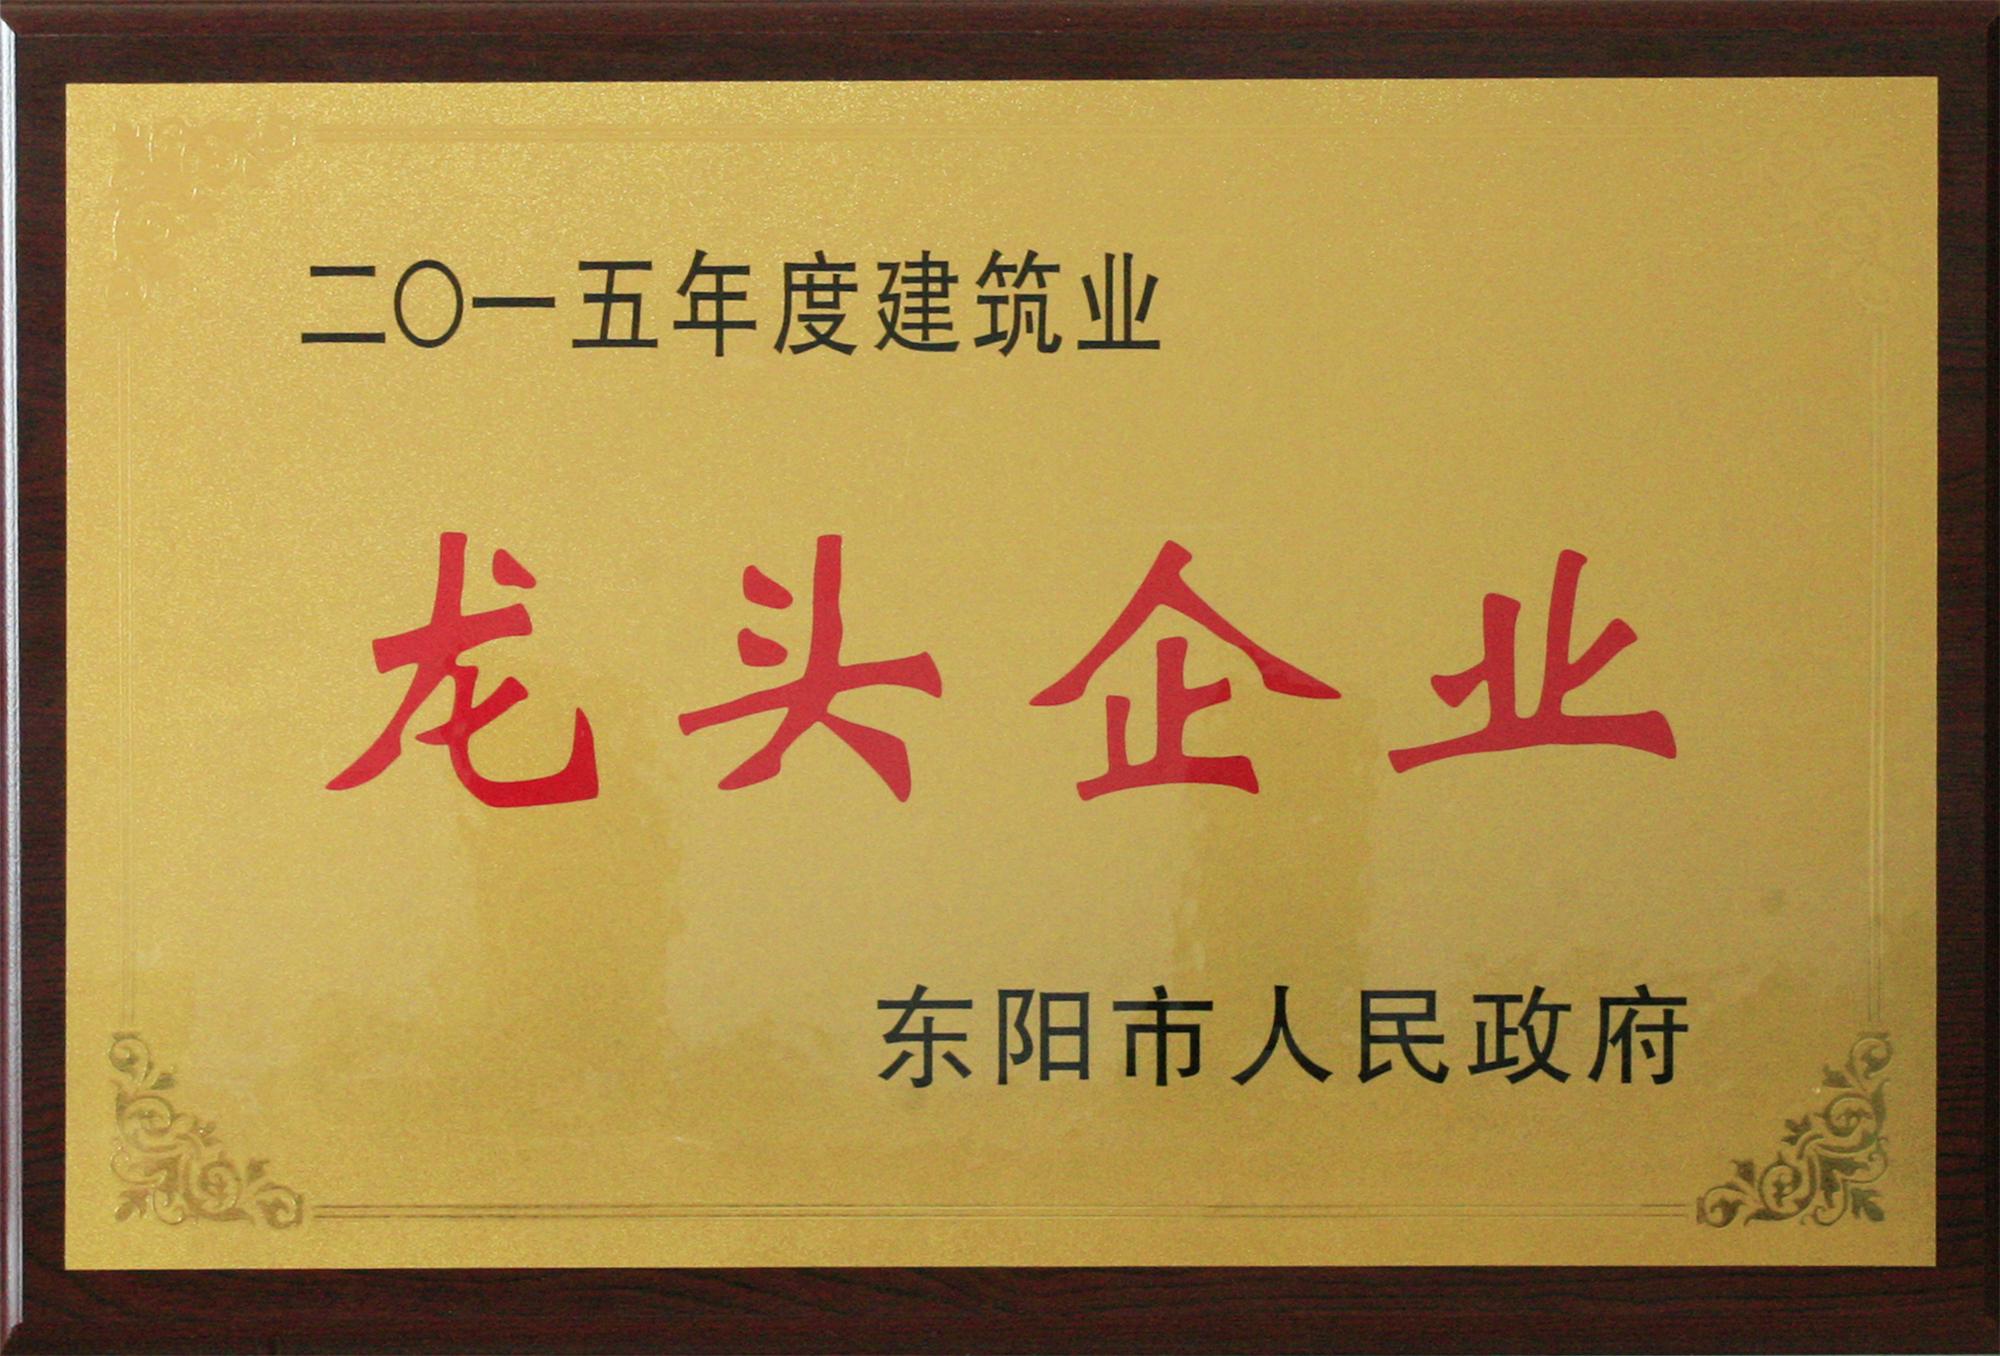 二〇一五年度建筑业
龙头企业
东阳市人民政府